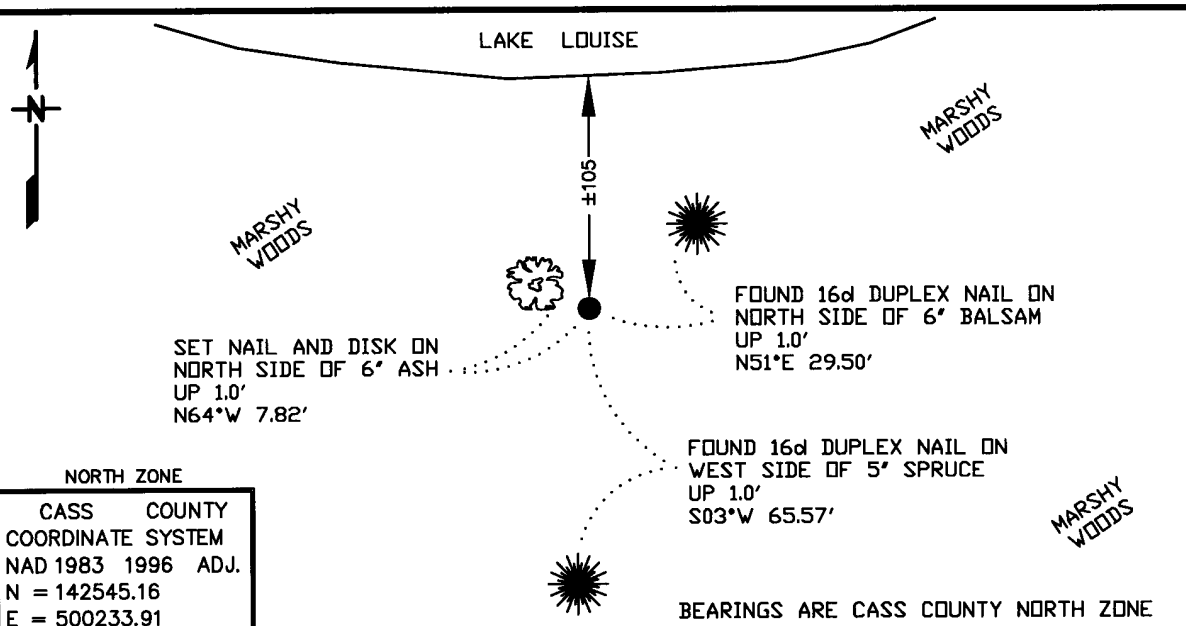 LAKE LOUISE
N
MARSHY
WOODS
±105
MARSHY
WOODS
FOUND 16d DUPLEX NAIL ON
NORTH SIDE OF 6" BALSAM
UP 1.0'
N51°E 29.50'
SET NAIL AND DISK ON
NORTH SIDE OF 6" ASH
UP 1.0'
N64°W 7.82'
FOUND 16d DUPLEX NAIL ON
WEST SIDE OF 5" SPRUCE
UP 1.0'
S03°W 65.57'
MARSHY
WOODS
NORTH ZONE
CASS COUNTY
COORDINATE SYSTEM
NAD 1983 1996 ADJ.
N = 142545.16
E = 500233.91
BEARINGS ARE CASS COUNTY NORTH ZONE